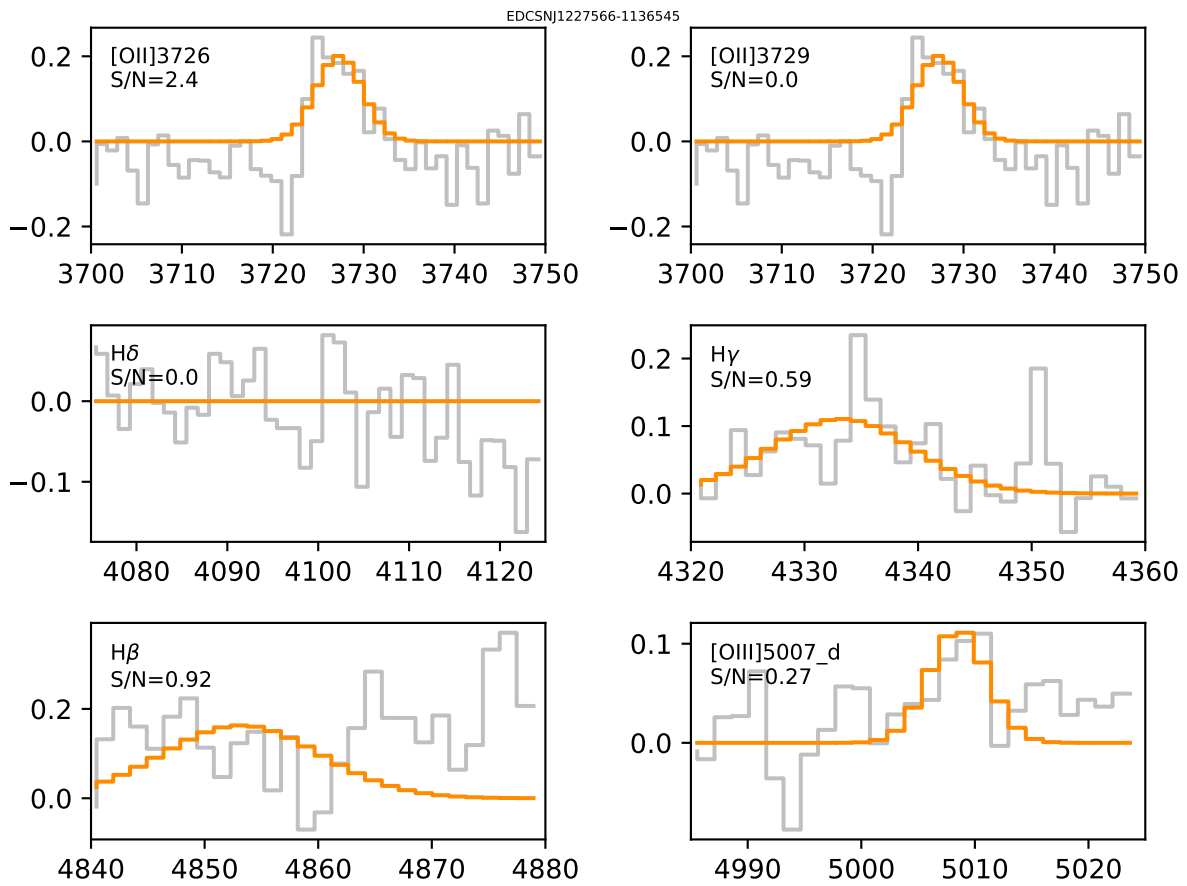 EDCSNJ1227566-1136545
[OII]3726
S/N=2.4
0.2
0.0
−0.2
3700 3710 3720 3730 3740 3750
[OII]3729
S/N=0.0
0.2
0.0
−0.2
3700 3710 3720 3730 3740 3750
Hδ
S/N=0.0
0.0
−0.1
4080 4090 4100 4110 4120
Hγ
S/N=0.59
0.2
0.1
0.0
4320 4330 4340 4350 4360
Hβ
S/N=0.92
0.2
0.0
4840 4850 4860 4870 4880
[OIII]5007_d
S/N=0.27
0.1
0.0
4990 5000 5010 5020